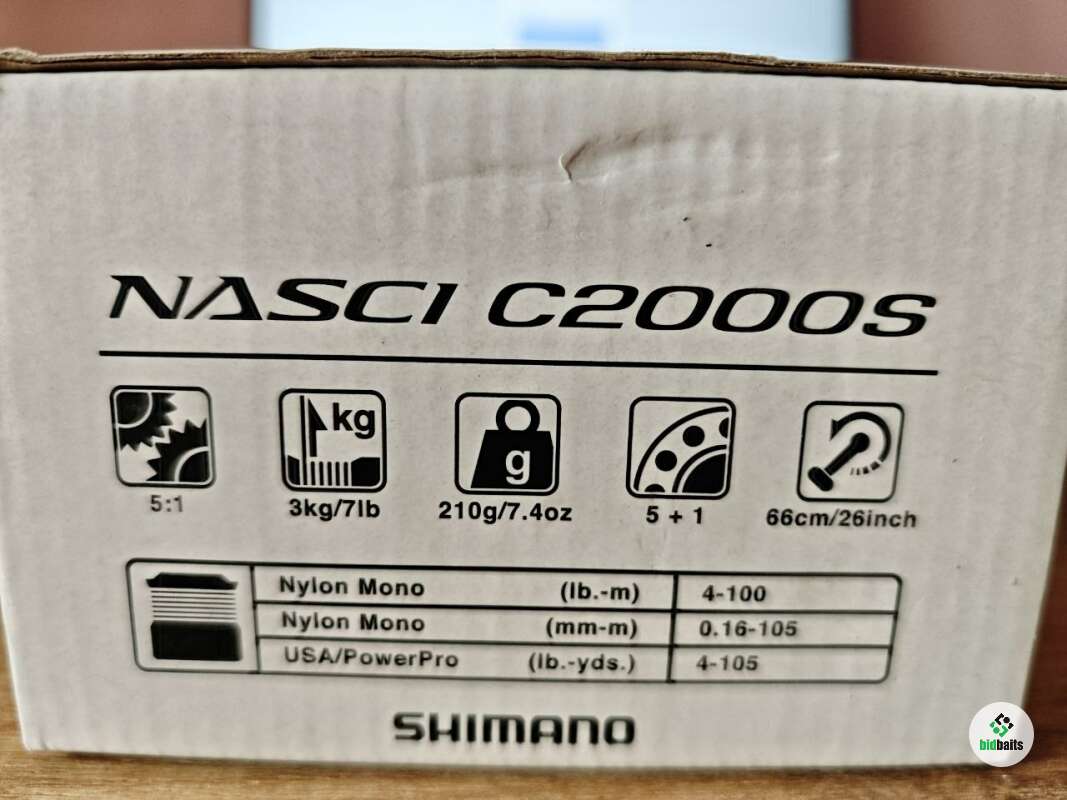 NASCI C2000S
kg
g
5:1
3kg/7lb
210g/7.4oz
5 + 1
66cm/26inch
Nylon Mono (lb.-m) 4-100
Nylon Mono (mm-m) 0.16-105
USA/PowerPro (lb.-yds.) 4-105
SHIMANO
bidbaits